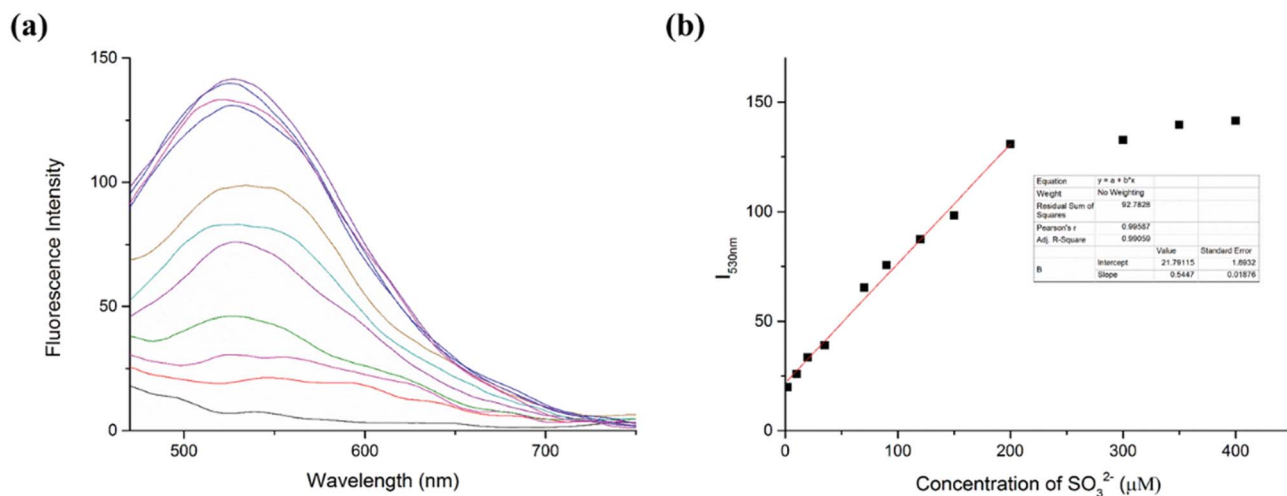 (a)
150
100
50
0
500
600
700
Fluorescence Intensity
Wavelength (nm)
(b)
150
100
50
0
0
100
200
300
400
I530nm
Concentration of SO₃²⁻ (μM)
Equation y = a + b*x
Weight No Weighting
Residual Sum of Squares 92.7828
Pearson's r 0.99587
Adj. R-Square 0.99050
Value Standard Error
B Intercept 21.79115 1.6932
Slope 0.5447 0.01876